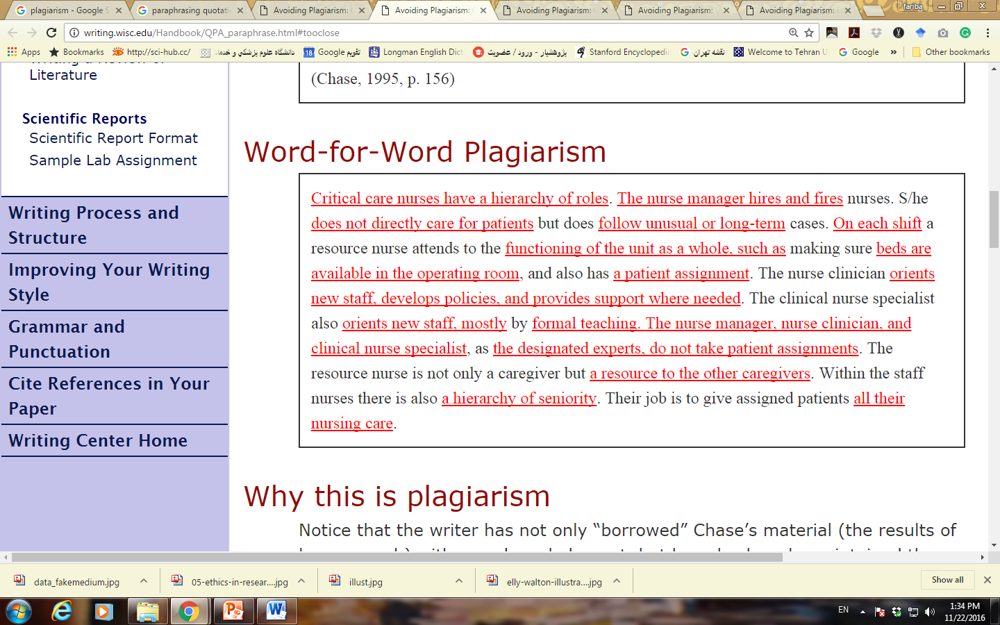 plagiarism - Google S
paraphrasing quotati
Avoiding Plagiarism:
Avoiding Plagiarism:
Avoiding Plagiarism:
Avoiding Plagiarism:
Avoiding Plagiarism:
fariba
writing.wisc.edu/Handbook/QPA_paraphrase.html#tooclose
Apps
Bookmarks
http://sci-hub.cc/
دانشگاه علوم پزشکي و خدمات
تقویم Google
Longman English Dict
پژوهشیار - ورود / عضویت
Stanford Encyclopedia
نقشه تهران
Welcome to Tehran U
Google
»
Other bookmarks
Literature
Scientific Reports
Scientific Report Format
Sample Lab Assignment
Writing Process and
Structure
Improving Your Writing
Style
Grammar and
Punctuation
Cite References in Your
Paper
Writing Center Home
(Chase, 1995, p. 156)
Word-for-Word Plagiarism
Critical care nurses have a hierarchy of roles. The nurse manager hires and fires nurses. S/he
does not directly care for patients but does follow unusual or long-term cases. On each shift a
resource nurse attends to the functioning of the unit as a whole, such as making sure beds are
available in the operating room, and also has a patient assignment. The nurse clinician orients
new staff, develops policies, and provides support where needed. The clinical nurse specialist
also orients new staff, mostly by formal teaching. The nurse manager, nurse clinician, and
clinical nurse specialist, as the designated experts, do not take patient assignments. The
resource nurse is not only a caregiver but a resource to the other caregivers. Within the staff
nurses there is also a hierarchy of seniority. Their job is to give assigned patients all their
nursing care.
Why this is plagiarism
Notice that the writer has not only “borrowed” Chase’s material (the results of
data_fakemedium.jpg
05-ethics-in-resear....jpg
illust.jpg
elly-walton-illustra....jpg
Show all
EN
1:34 PM
11/22/2016